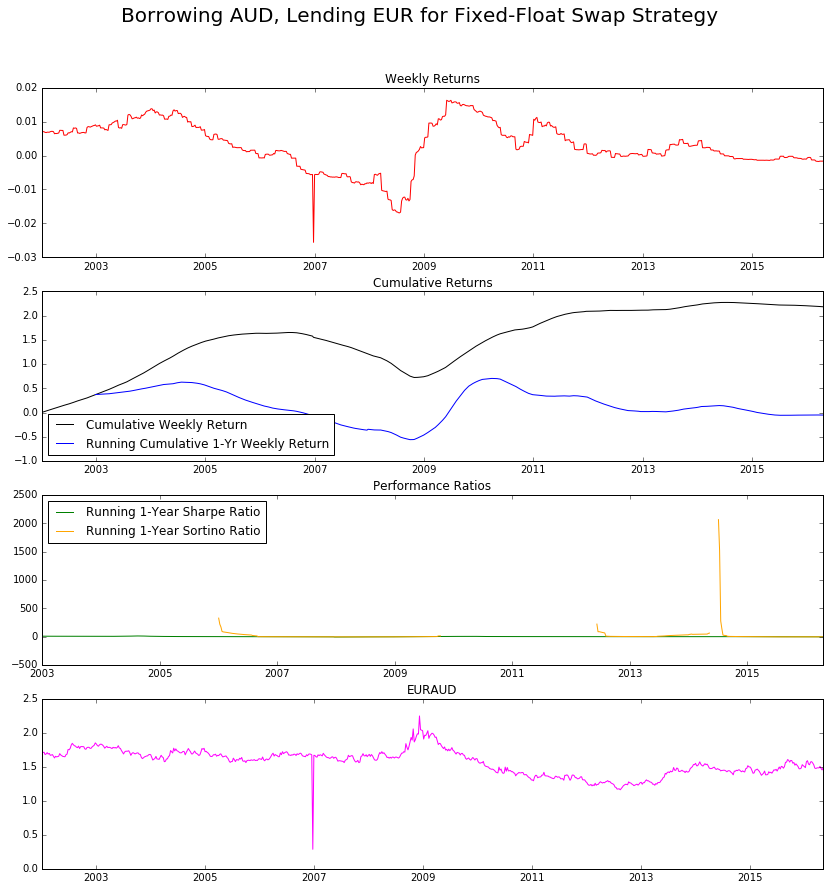 Borrowing AUD, Lending EUR for Fixed-Float Swap Strategy
Weekly Returns
0.02
0.01
0.00
−0.01
−0.02
−0.03
2003 2005 2007 2009 2011 2013 2015
Cumulative Returns
2.5
2.0
1.5
1.0
0.5
0.0
−0.5
−1.0
Cumulative Weekly Return
Running Cumulative 1-Yr Weekly Return
2003 2005 2007 2009 2011 2013 2015
Performance Ratios
2500
2000
1500
1000
500
0
−500
Running 1-Year Sharpe Ratio
Running 1-Year Sortino Ratio
2003 2005 2007 2009 2011 2013 2015
EURAUD
2.5
2.0
1.5
1.0
0.5
0.0
2003 2005 2007 2009 2011 2013 2015